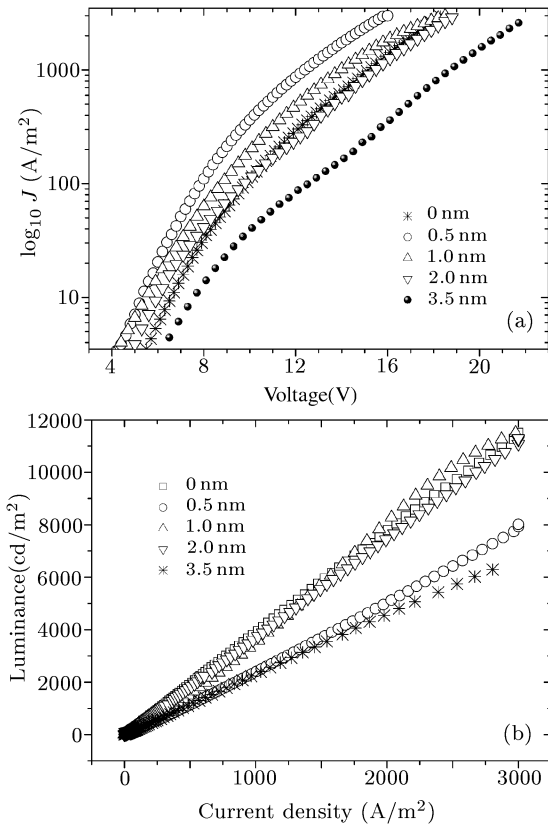 1000
100
10
log₁₀ J (A/m²)
∗ 0 nm
○ 0.5 nm
△ 1.0 nm
▽ 2.0 nm
● 3.5 nm
(a)
4 8 12 16 20
Voltage(V)
12000
10000
8000
6000
4000
2000
0
Luminance(cd/m²)
□ 0 nm
○ 0.5 nm
△ 1.0 nm
▽ 2.0 nm
∗ 3.5 nm
(b)
0 1000 2000 3000
Current density (A/m²)